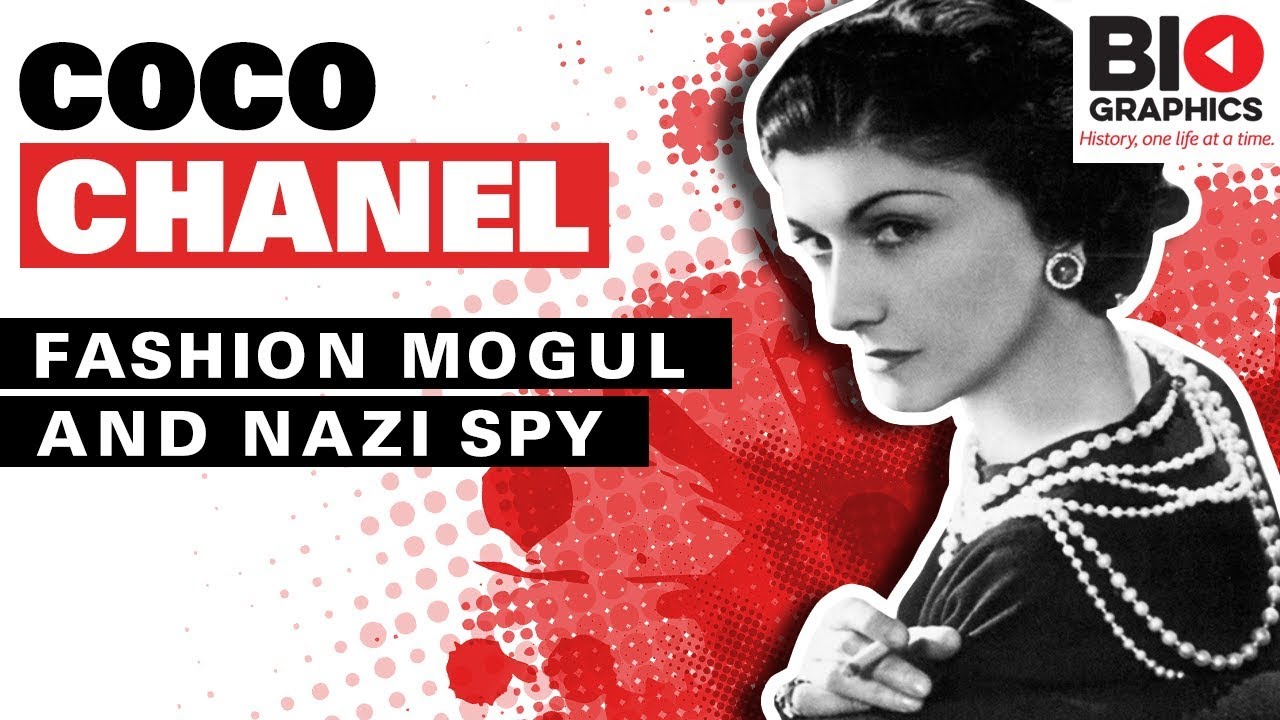 COCO
CHANEL
FASHION MOGUL
AND NAZI SPY
BIO
GRAPHICS
History, one life at a time.